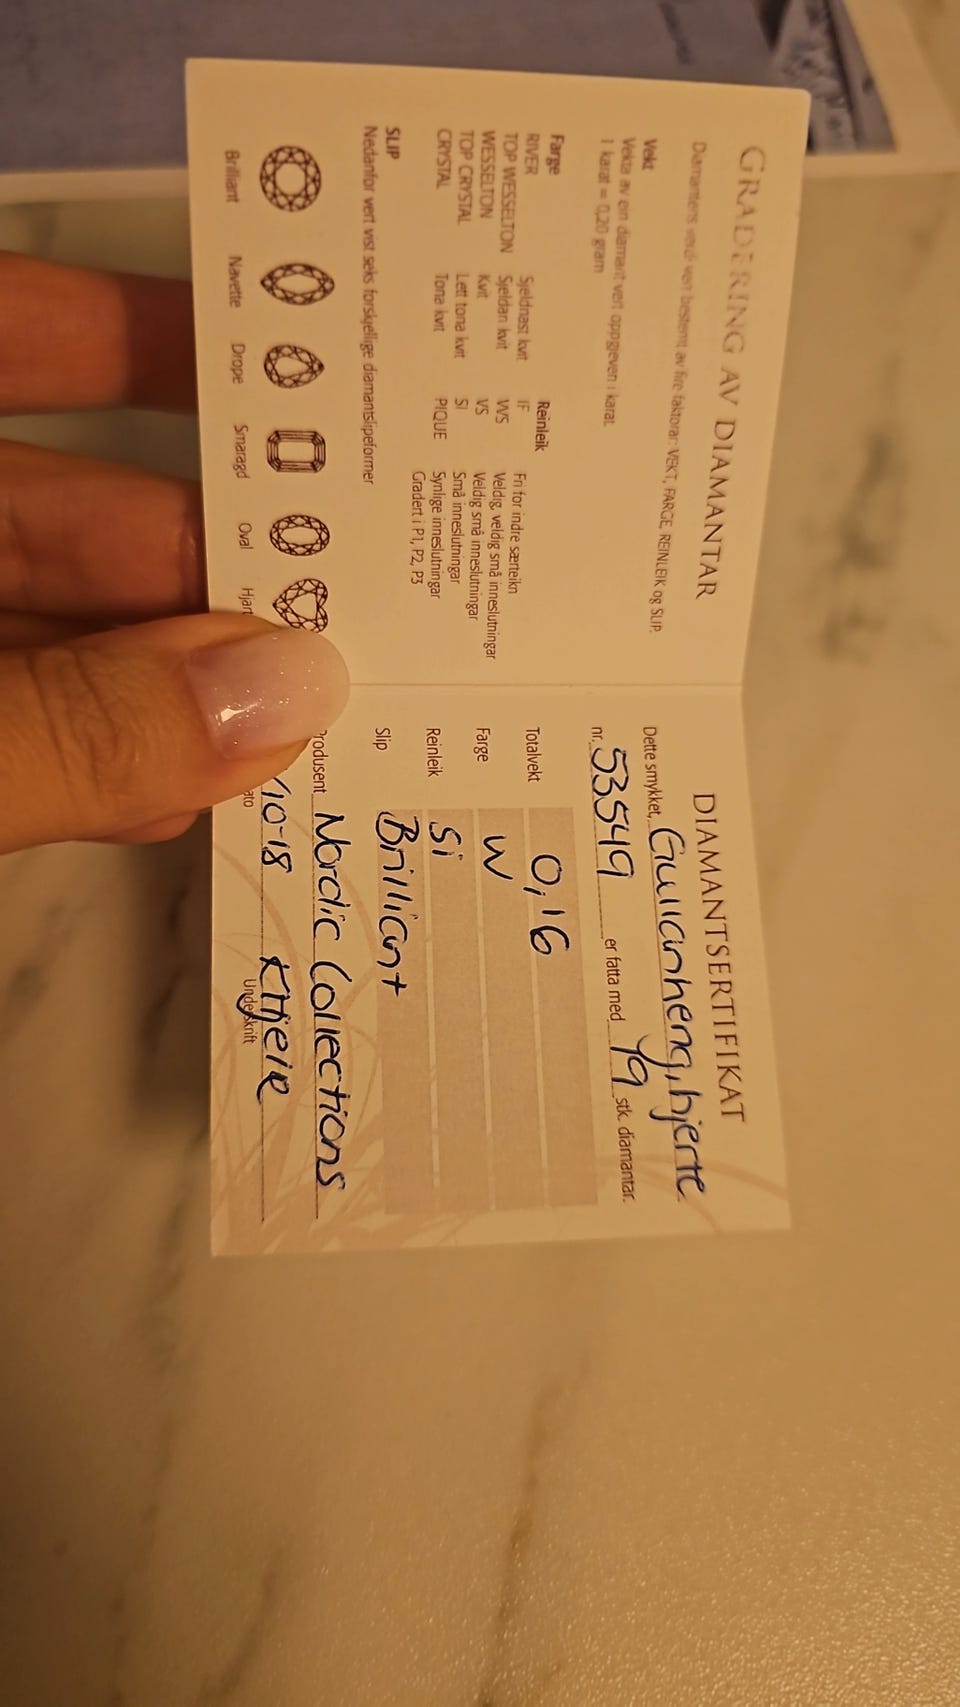 GRADERING AV DIAMANTAR
Diamantens verdi vert bestemt av fire faktorar: VEKT, FARGE, REINLEIK og SLIP.
Vekt
Vekta av ein diamant vert oppgjeven i karat.
1 karat = 0,20 gram
Farge Reinleik
RIVER Sjeldnast kvit IF Fri for indre særteikn
TOP WESSELTON Sjeldan kvit VVS Veldig, veldig små inneslutningar
WESSELTON Kvit VS Veldig små inneslutningar
TOP CRYSTAL Lett tona kvit SI Små inneslutningar
CRYSTAL Tona kvit PIQUE Synlige inneslutningar
Gradert i P1, P2, P3
SLIP
Nedanfor vert vist seks forskjellige diamantslipeformer
Brilliant Navette Drope Smaragd Oval Hjart
DIAMANTSERTIFIKAT
Dette smykket, Gullanheng, hjerte
nr. 53549 er fatta med 19 stk. diamantar.
Totalvekt 0,16
Farge W
Reinleik Si
Slip Brilliant
Produsent Nordic Collections
/10-18
ato Underskrift